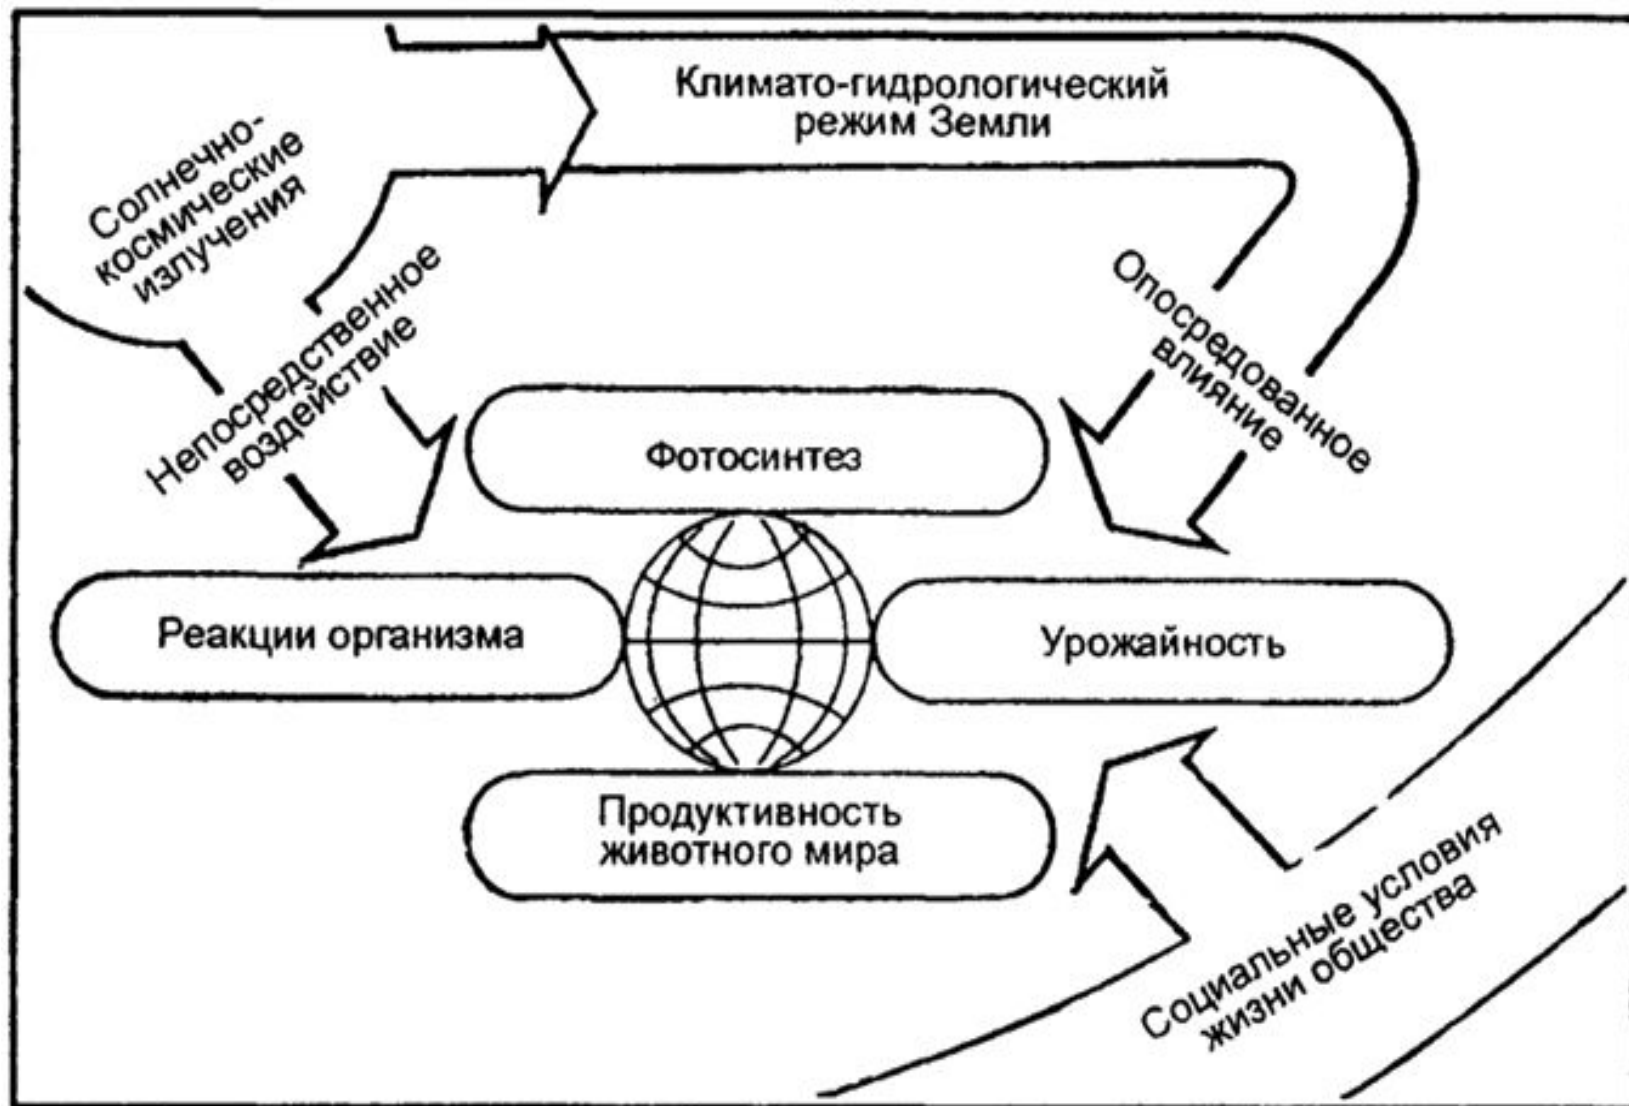 Климато-гидрологический
режим Земли
Солнечно-
космические
излучения
Непосредственное
воздействие
Опосредованное
влияние
Фотосинтез
Реакции организма
Урожайность
Продуктивность
животного мира
Социальные условия
жизни общества